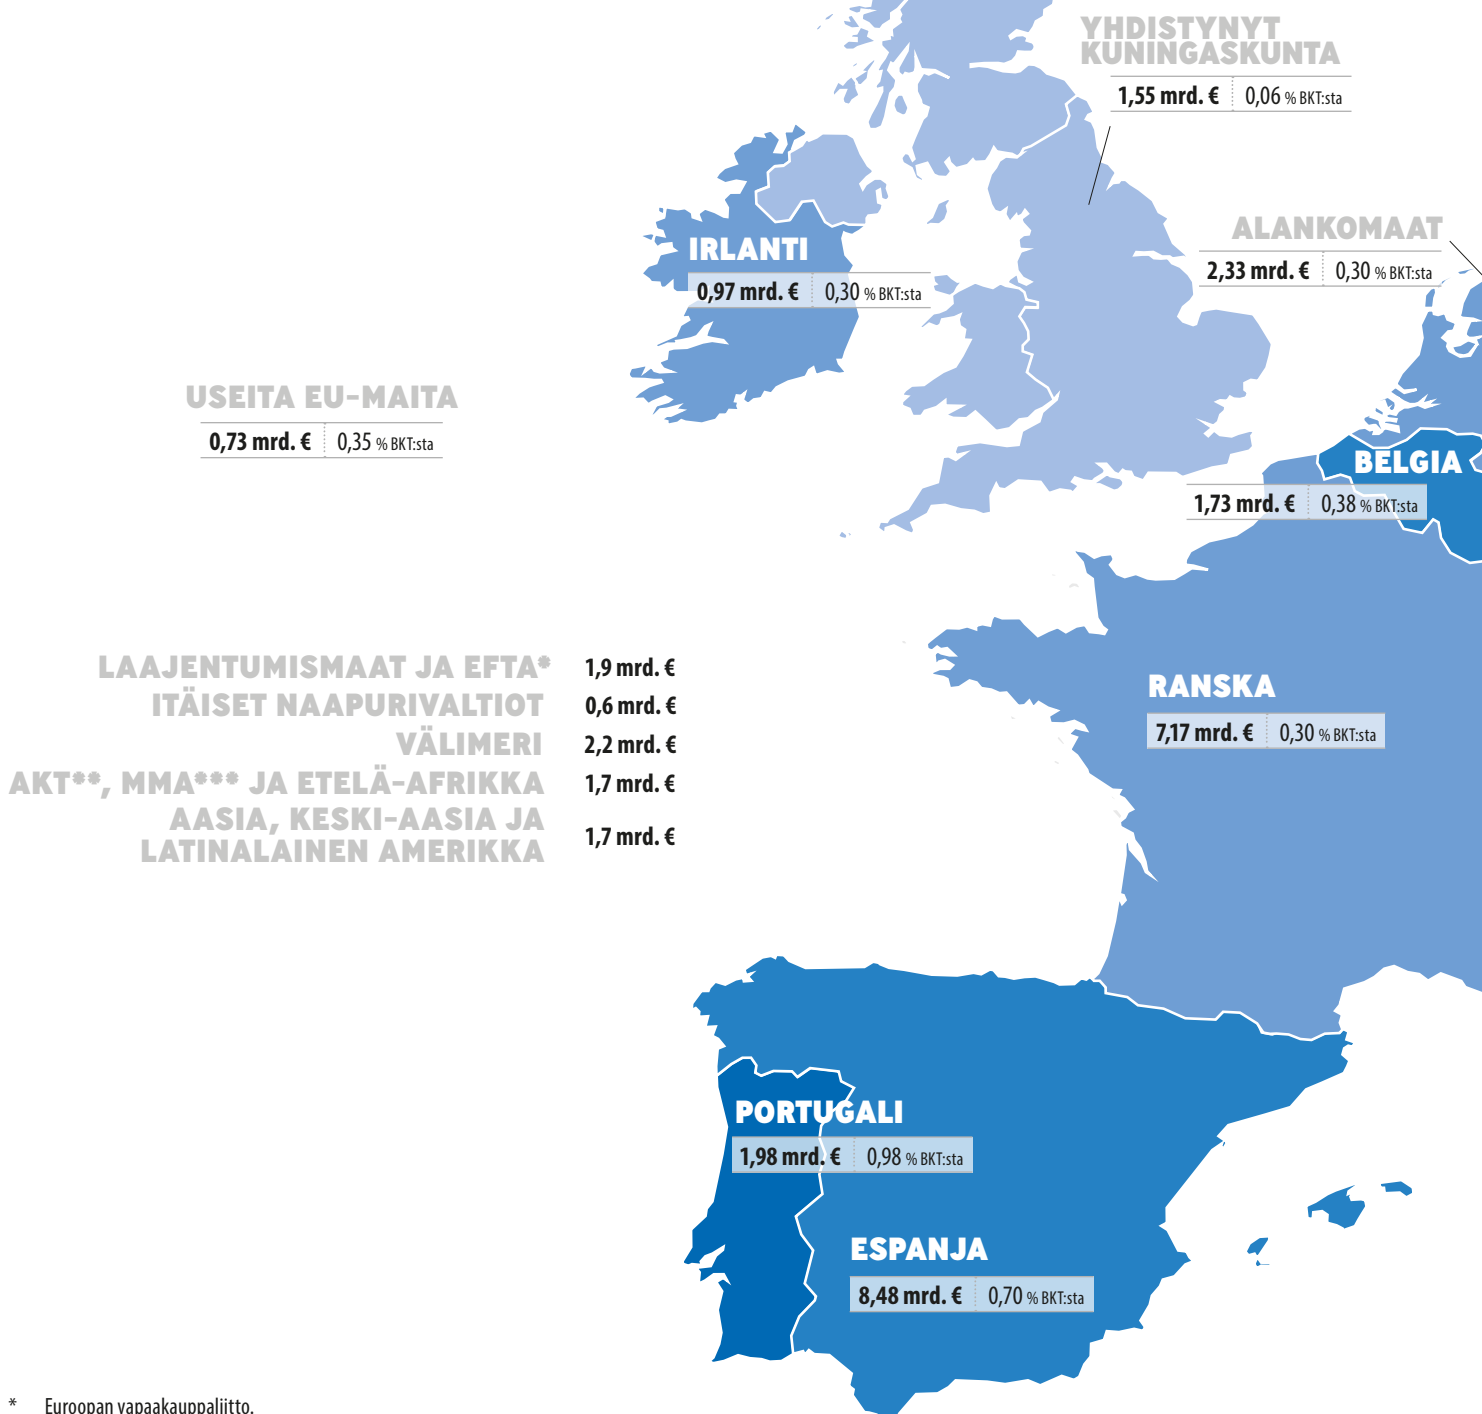 YHDISTYNYT
KUNINGASKUNTA
1,55 mrd. € 0,06 % BKT:sta
ALANKOMAAT
2,33 mrd. € 0,30 % BKT:sta
IRLANTI
0,97 mrd. € 0,30 % BKT:sta
USEITA EU-MAITA
0,73 mrd. € 0,35 % BKT:sta
BELGIA
1,73 mrd. € 0,38 % BKT:sta
LAAJENTUMISMAAT JA EFTA* 1,9 mrd. €
ITÄISET NAAPURIVALTIOT 0,6 mrd. €
VÄLIMERI 2,2 mrd. €
AKT**, MMA*** JA ETELÄ-AFRIKKA 1,7 mrd. €
AASIA, KESKI-AASIA JA
LATINALAINEN AMERIKKA 1,7 mrd. €
RANSKA
7,17 mrd. € 0,30 % BKT:sta
PORTUGALI
1,98 mrd. € 0,98 % BKT:sta
ESPANJA
8,48 mrd. € 0,70 % BKT:sta
* Euroopan vapaakauppaliitto.